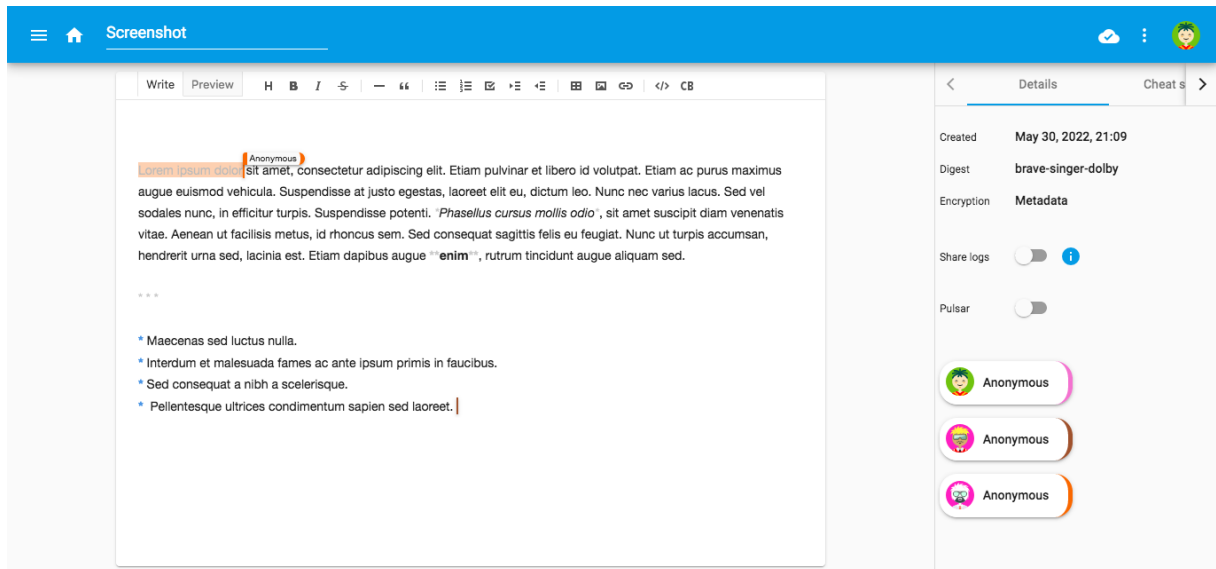 Screenshot
Write Preview H B I S — “ </> CB
Anonymous
Lorem ipsum dolor sit amet, consectetur adipiscing elit. Etiam pulvinar et libero id volutpat. Etiam ac purus maximus
augue euismod vehicula. Suspendisse at justo egestas, laoreet elit eu, dictum leo. Nunc nec varius lacus. Sed vel
sodales nunc, in efficitur turpis. Suspendisse potenti. *Phasellus cursus mollis odio*, sit amet suscipit diam venenatis
vitae. Aenean ut facilisis metus, id rhoncus sem. Sed consequat sagittis felis eu feugiat. Nunc ut turpis accumsan,
hendrerit urna sed, lacinia est. Etiam dapibus augue **enim**, rutrum tincidunt augue aliquam sed.
* * *
* Maecenas sed luctus nulla.
* Interdum et malesuada fames ac ante ipsum primis in faucibus.
* Sed consequat a nibh a scelerisque.
* Pellentesque ultrices condimentum sapien sed laoreet.
Details Cheat s
Created May 30, 2022, 21:09
Digest brave-singer-dolby
Encryption Metadata
Share logs
Pulsar
Anonymous
Anonymous
Anonymous